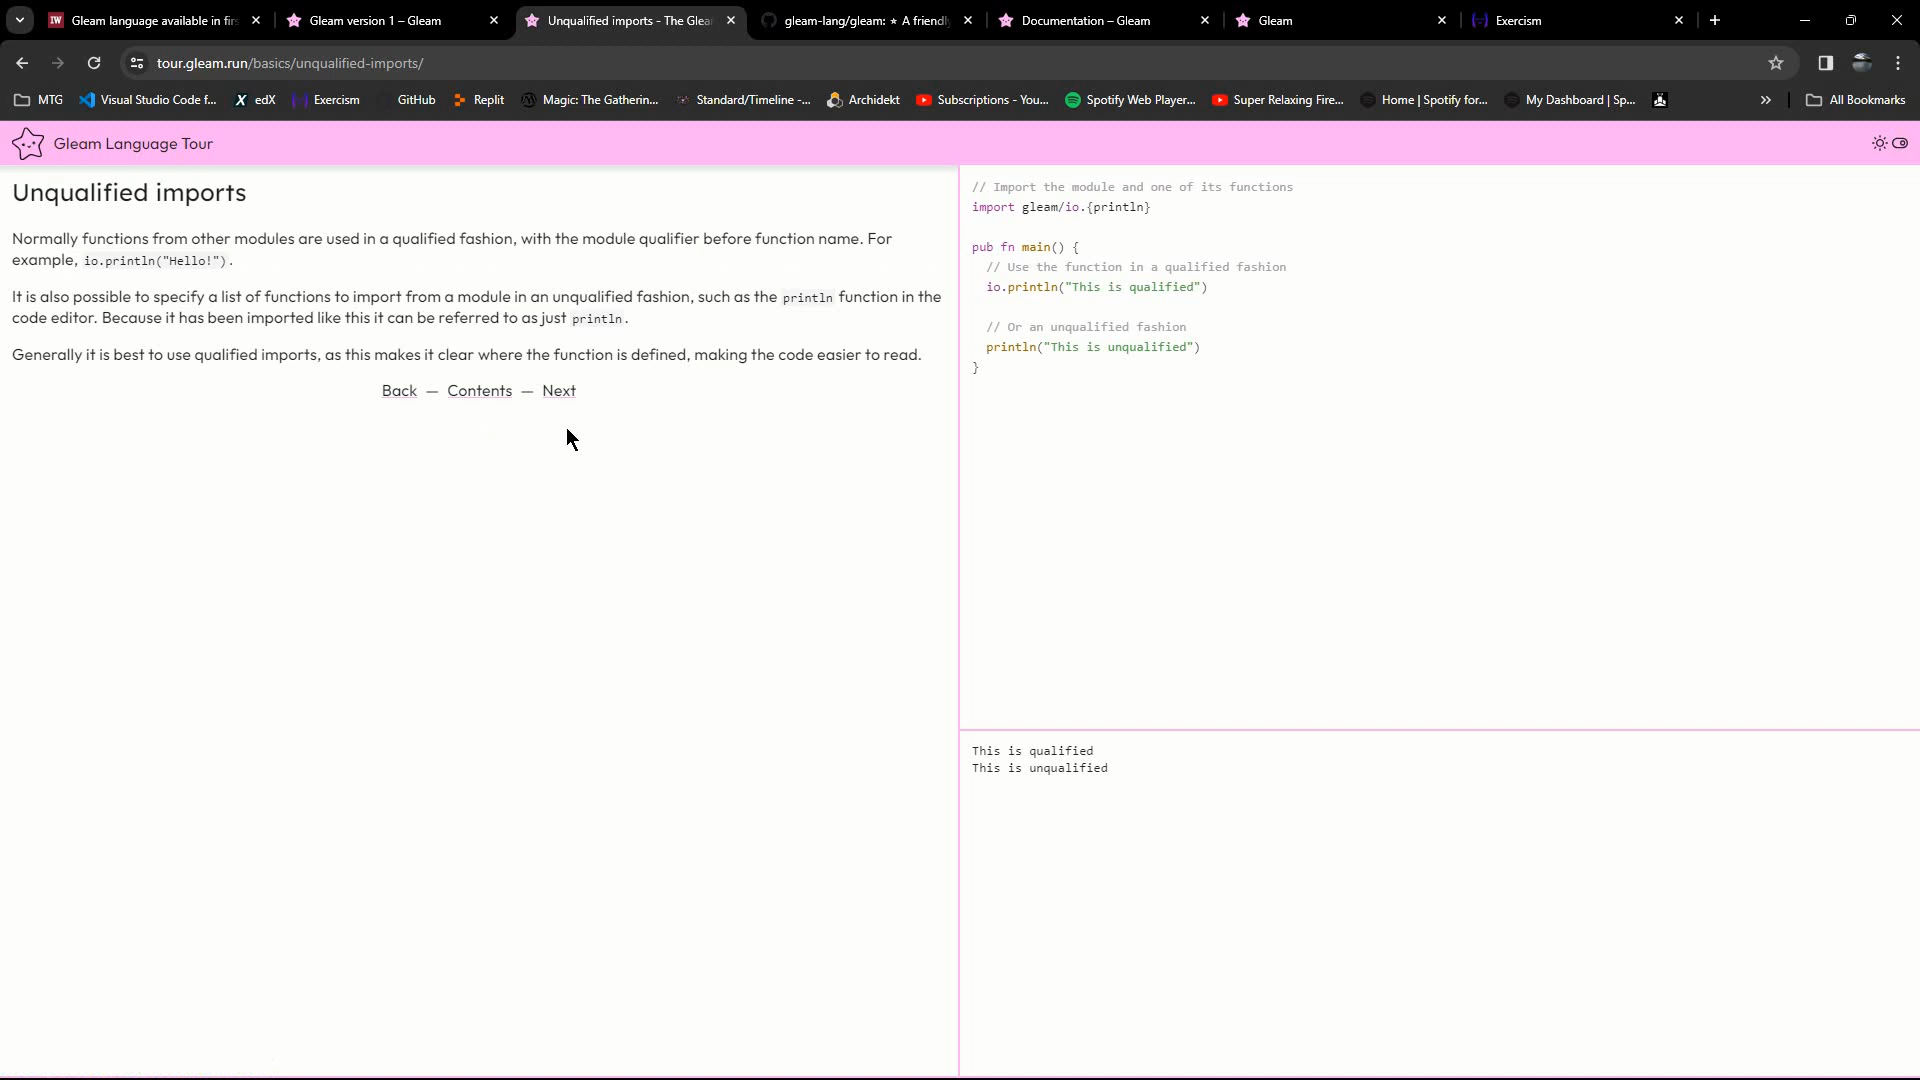 Gleam language available in fir
Gleam version 1 – Gleam
Unqualified imports - The Glea
gleam-lang/gleam: ⭐ A friendl
Documentation – Gleam
Gleam
Exercism
tour.gleam.run/basics/unqualified-imports/
MTG
Visual Studio Code f...
edX
Exercism
GitHub
Replit
Magic: The Gatherin...
Standard/Timeline -...
Archidekt
Subscriptions - You...
Spotify Web Player...
Super Relaxing Fire...
Home | Spotify for...
My Dashboard | Sp...
All Bookmarks
Gleam Language Tour
Unqualified imports
Normally functions from other modules are used in a qualified fashion, with the module qualifier before function name. For
example, io.println("Hello!").
It is also possible to specify a list of functions to import from a module in an unqualified fashion, such as the println function in the
code editor. Because it has been imported like this it can be referred to as just println.
Generally it is best to use qualified imports, as this makes it clear where the function is defined, making the code easier to read.
Back — Contents — Next
// Import the module and one of its functions
import gleam/io.{println}
pub fn main() {
// Use the function in a qualified fashion
io.println("This is qualified")
// Or an unqualified fashion
println("This is unqualified")
}
This is qualified
This is unqualified